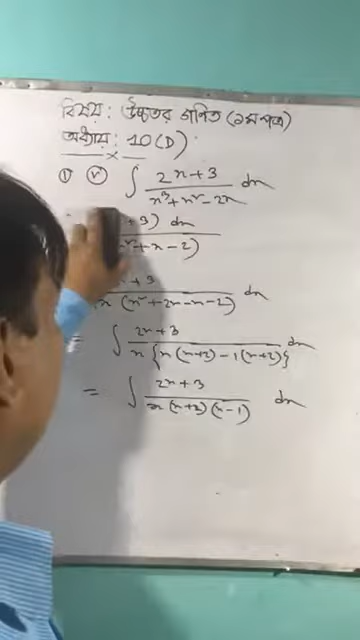 বিষয়: উচ্চতর গণিত (১ম পত্র)
অধ্যায়: 10(D)
① ⓥ ∫ (2x+3)/(x³+x²-2x) dx
+3) dx / x²+x-2)
x+3 / x (x²+2x-x-2) dx
= ∫ (2x+3)/(x{x(x+2)-1(x+2)}) dx
= ∫ (2x+3)/(x(x+2)(x-1)) dx